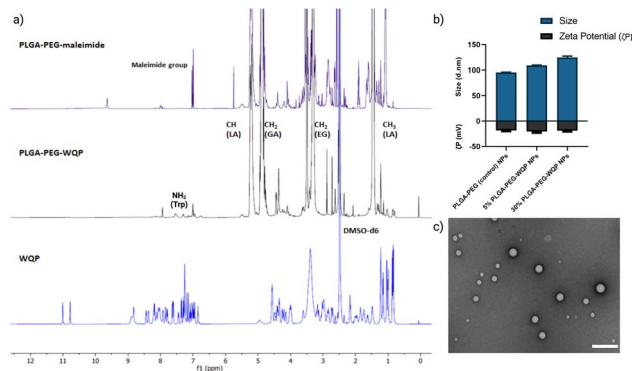 a)
PLGA-PEG-maleimide
Maleimide group
CH
(LA)
CH₂
(GA)
CH₂
(EG)
CH₃
(LA)
PLGA-PEG-WQP
NH₂
(Trp)
DMSO-d6
WQP
12 11 10 9 8 7 6 5 4 3 2 1 0
f1 (ppm)
b)
Size
Zeta Potential (ζP)
Size (d.nm)
ζP (mV)
150
100
50
0
-50
PLGA-PEG (control) NPs
5% PLGA-PEG-WQP NPs
30% PLGA-PEG-WQP NPs
c)